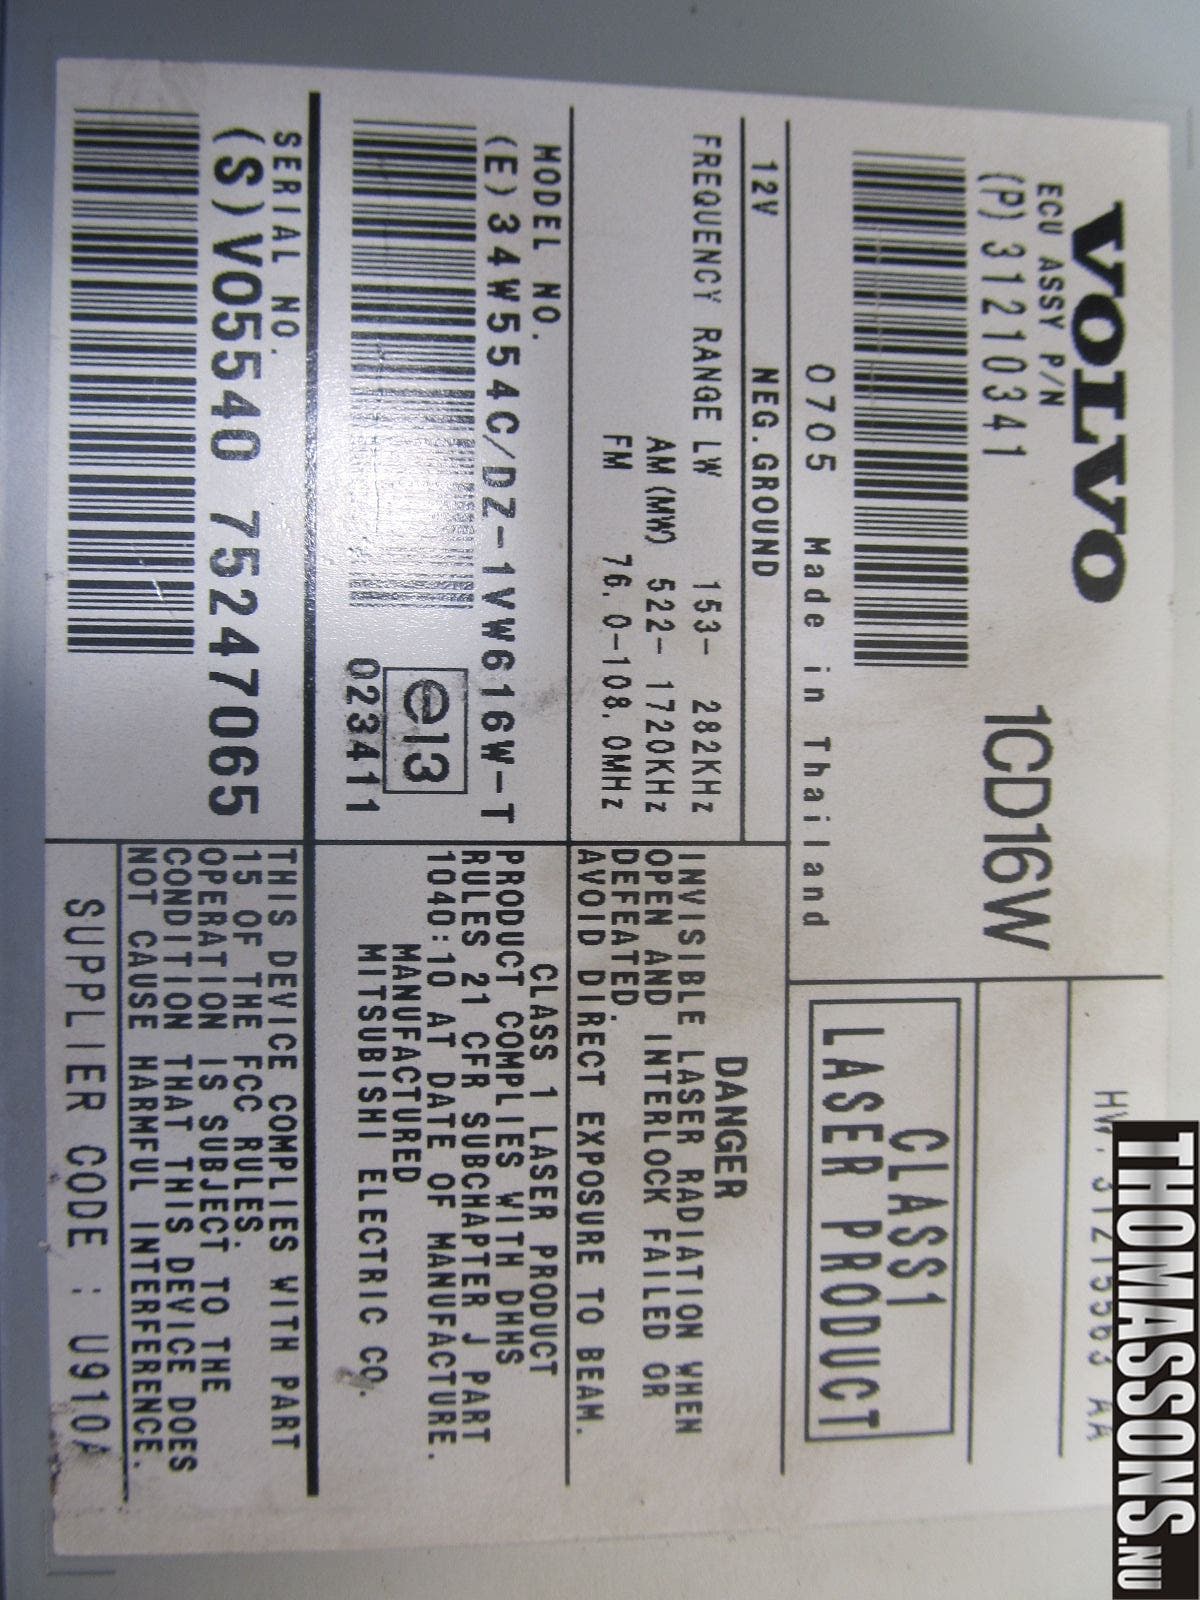 VOLVO
ECU ASSY P/N
(P)31210341
1CD16W
0705 Made in Thailand
12V NEG.GROUND
FREQUENCY RANGE LW 153- 282KHz
AM(MW) 522- 1720KHz
FM 76.0-108.0MHz
MODEL NO.
(E)34W554C/DZ-1VW616W-T
e13
023411
SERIAL NO.
(S)VO5540 75247065
AA
CLASS1
LASER PRODUCT
DANGER
INVISIBLE LASER RADIATION WHEN
OPEN AND INTERLOCK FAILED OR
DEFEATED.
AVOID DIRECT EXPOSURE TO BEAM.
CLASS 1 LASER PRODUCT
PRODUCT COMPLIES WITH DHHS
RULES 21 CFR SUBCHAPTER J PART
1040:10 AT DATE OF MANUFACTURE.
MANUFACTURED
MITSUBISHI ELECTRIC CO.
THIS DEVICE COMPLIES WITH PART
15 OF THE FCC RULES.
OPERATION IS SUBJECT TO THE
CONDITION THAT THIS DEVICE DOES
NOT CAUSE HARMFUL INTERFERENCE.
SUPPLIER CODE : U910A
THOMASSONS.NU